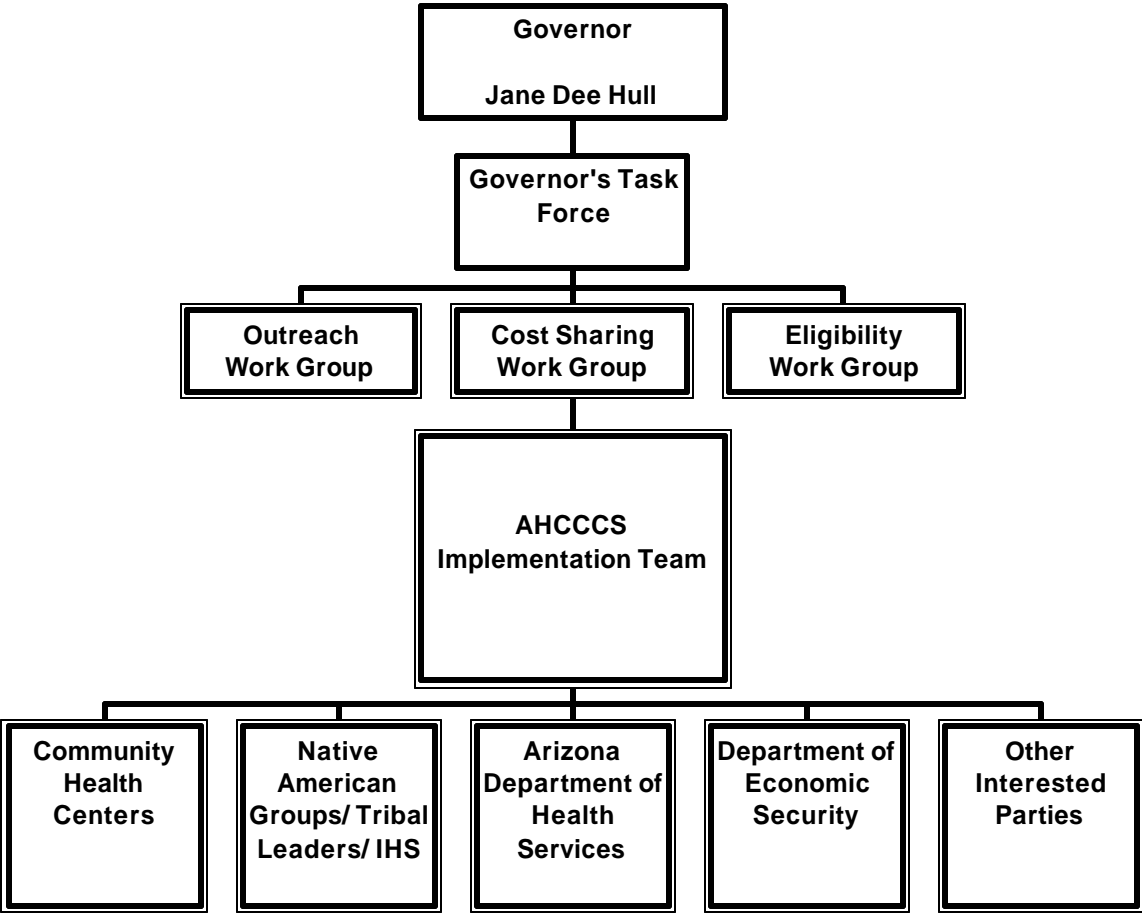 Governor
Jane Dee Hull
Governor's Task
Force
Outreach
Work Group
Cost Sharing
Work Group
Eligibility
Work Group
AHCCCS
Implementation Team
Community
Health
Centers
Native
American
Groups/ Tribal
Leaders/ IHS
Arizona
Department of
Health
Services
Department of
Economic
Security
Other
Interested
Parties